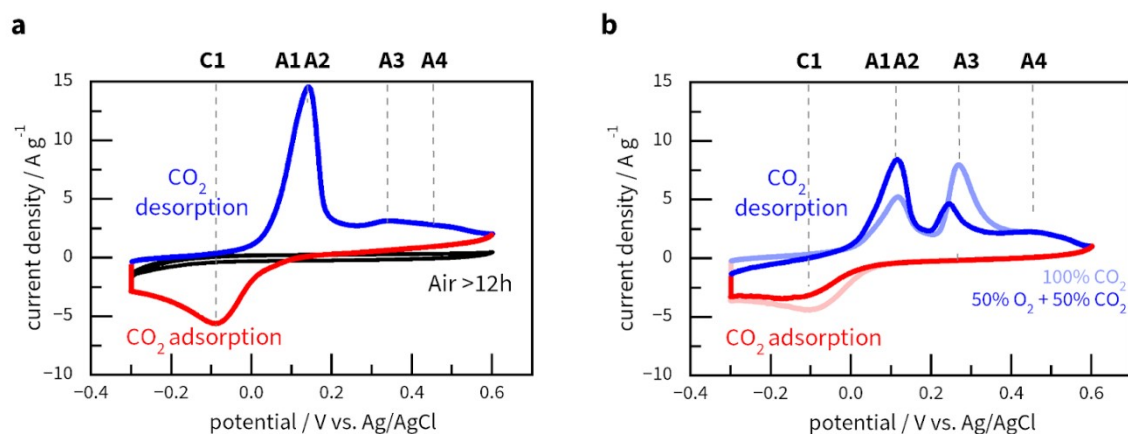 a
C1 A1 A2 A3 A4
15
10
5
0
−5
−10
−0.4 −0.2 0.0 0.2 0.4 0.6
current density / A g⁻¹
potential / V vs. Ag/AgCl
CO₂
desorption
Air >12h
CO₂ adsorption
b
C1 A1 A2 A3 A4
15
10
5
0
−5
−10
−0.4 −0.2 0.0 0.2 0.4 0.6
current density / A g⁻¹
potential / V vs. Ag/AgCl
CO₂
desorption
100% CO₂
50% O₂ + 50% CO₂
CO₂ adsorption